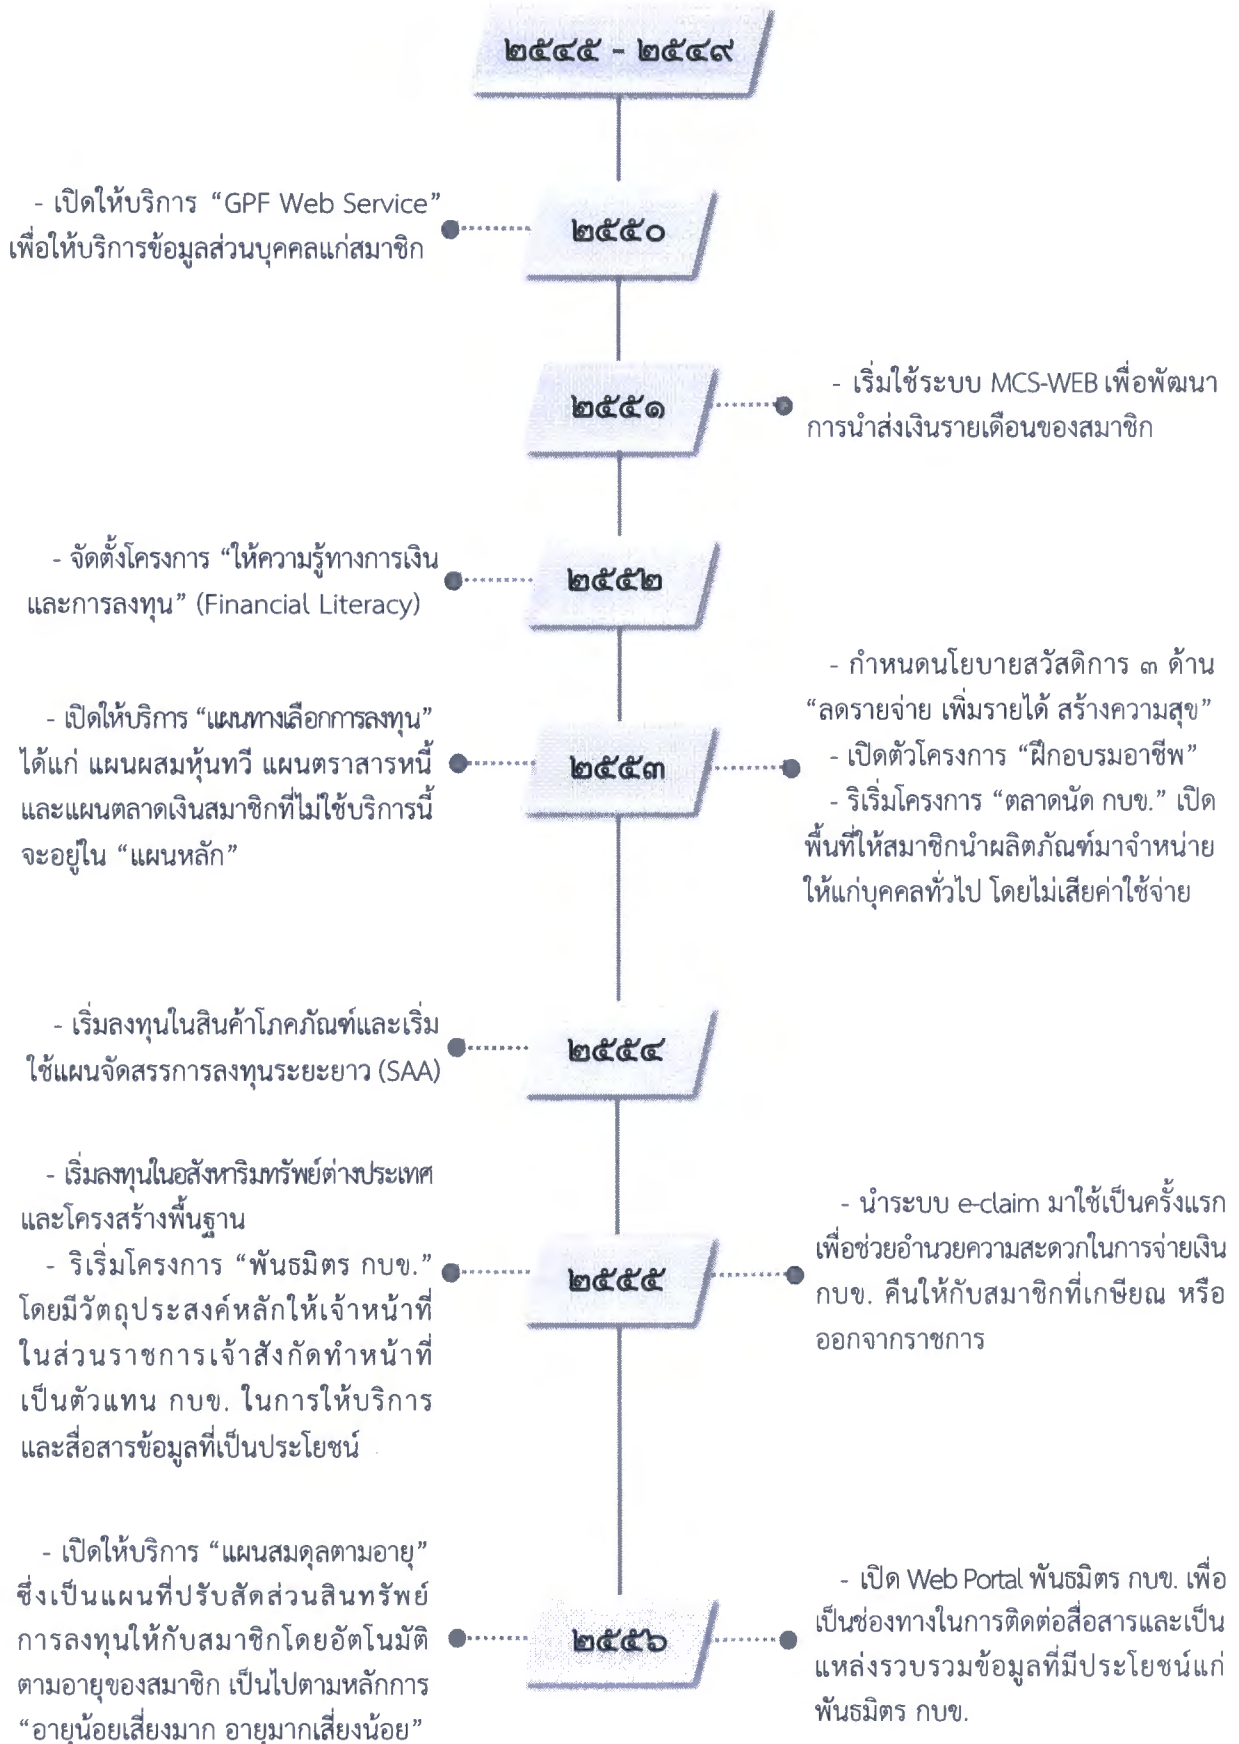 ๒๕๔๕ - ๒๕๔๙
- เปิดให้บริการ “GPF Web Service”
เพื่อให้บริการข้อมูลส่วนบุคคลแก่สมาชิก
๒๕๕๐
๒๕๕๑
- เริ่มใช้ระบบ MCS-WEB เพื่อพัฒนา
การนำส่งเงินรายเดือนของสมาชิก
- จัดตั้งโครงการ “ให้ความรู้ทางการเงิน
และการลงทุน” (Financial Literacy)
๒๕๕๒
- เปิดให้บริการ “แผนทางเลือกการลงทุน”
ได้แก่ แผนผสมหุ้นทวี แผนตราสารหนี้
และแผนตลาดเงินสมาชิกที่ไม่ใช้บริการนี้
จะอยู่ใน “แผนหลัก”
๒๕๕๓
- กำหนดนโยบายสวัสดิการ ๓ ด้าน
“ลดรายจ่าย เพิ่มรายได้ สร้างความสุข”
- เปิดตัวโครงการ “ฝึกอบรมอาชีพ”
- ริเริ่มโครงการ “ตลาดนัด กบข.” เปิด
พื้นที่ให้สมาชิกนำผลิตภัณฑ์มาจำหน่าย
ให้แก่บุคคลทั่วไป โดยไม่เสียค่าใช้จ่าย
- เริ่มลงทุนในสินค้าโภคภัณฑ์และเริ่ม
ใช้แผนจัดสรรการลงทุนระยะยาว (SAA)
๒๕๕๔
- เริ่มลงทุนในอสังหาริมทรัพย์ต่างประเทศ
และโครงสร้างพื้นฐาน
- ริเริ่มโครงการ “พันธมิตร กบข.”
โดยมีวัตถุประสงค์หลักให้เจ้าหน้าที่
ในส่วนราชการเจ้าสังกัดทำหน้าที่
เป็นตัวแทน กบข. ในการให้บริการ
และสื่อสารข้อมูลที่เป็นประโยชน์
๒๕๕๕
- นำระบบ e-claim มาใช้เป็นครั้งแรก
เพื่อช่วยอำนวยความสะดวกในการจ่ายเงิน
กบข. คืนให้กับสมาชิกที่เกษียณ หรือ
ออกจากราชการ
- เปิดให้บริการ “แผนสมดุลตามอายุ”
ซึ่งเป็นแผนที่ปรับสัดส่วนสินทรัพย์
การลงทุนให้กับสมาชิกโดยอัตโนมัติ
ตามอายุของสมาชิก เป็นไปตามหลักการ
“อายุน้อยเสี่ยงมาก อายุมากเสี่ยงน้อย”
๒๕๕๖
- เปิด Web Portal พันธมิตร กบข. เพื่อ
เป็นช่องทางในการติดต่อสื่อสารและเป็น
แหล่งรวบรวมข้อมูลที่มีประโยชน์แก่
พันธมิตร กบข.